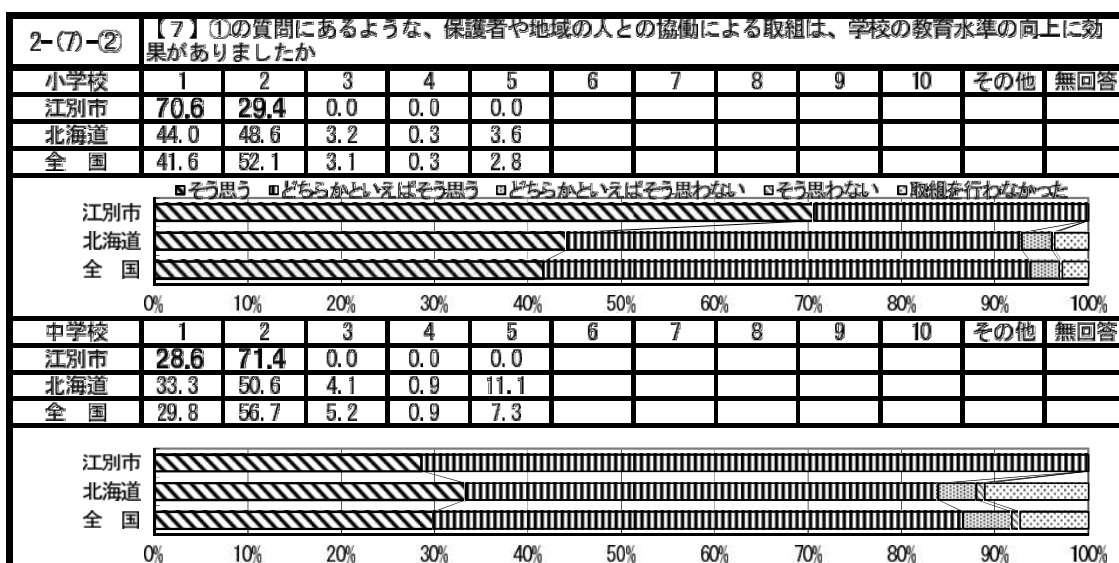 2-(7)-②
【7】①の質問にあるような、保護者や地域の人との協働による取組は、学校の教育水準の向上に効
果がありましたか
小学校 1 2 3 4 5 6 7 8 9 10 その他 無回答
江別市 70.6 29.4 0.0 0.0 0.0
北海道 44.0 48.6 3.2 0.3 3.6
全 国 41.6 52.1 3.1 0.3 2.8
そう思う どちらかといえばそう思う どちらかといえばそう思わない そう思わない 取組を行わなかった
江別市
北海道
全 国
0% 10% 20% 30% 40% 50% 60% 70% 80% 90% 100%
中学校 1 2 3 4 5 6 7 8 9 10 その他 無回答
江別市 28.6 71.4 0.0 0.0 0.0
北海道 33.3 50.6 4.1 0.9 11.1
全 国 29.8 56.7 5.2 0.9 7.3
江別市
北海道
全 国
0% 10% 20% 30% 40% 50% 60% 70% 80% 90% 100%